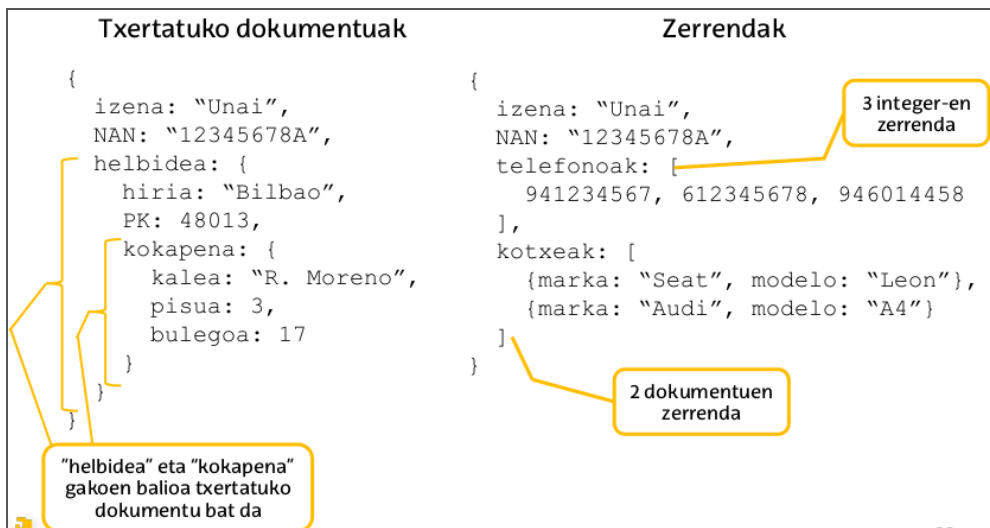 Txertatuko dokumentuak
{
izena: “Unai”,
NAN: “12345678A”,
helbidea: {
hiria: “Bilbao”,
PK: 48013,
kokapena: {
kalea: “R. Moreno”,
pisua: 3,
bulegoa: 17
}
}
}
"helbidea" eta "kokapena"
gakoen balioa txertatuko
dokumentu bat da
Zerrendak
{
izena: “Unai”,
NAN: “12345678A”,
telefonoak: [
941234567, 612345678, 946014458
],
kotxeak: [
{marka: “Seat”, modelo: “Leon”},
{marka: “Audi”, modelo: “A4”}
]
}
3 integer-en
zerrenda
2 dokumentuen
zerrenda